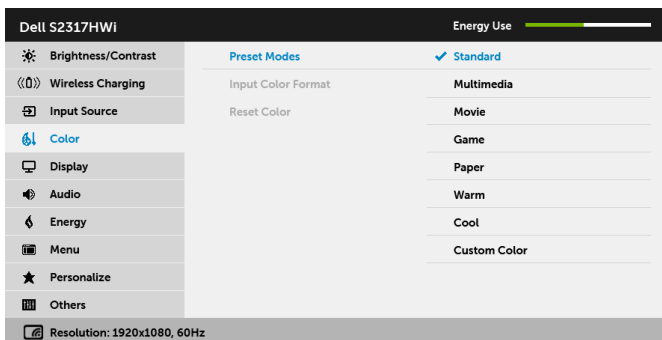 Dell S2317HWi
Energy Use
Brightness/Contrast
Wireless Charging
Input Source
Color
Display
Audio
Energy
Menu
Personalize
Others
Preset Modes
Input Color Format
Reset Color
Standard
Multimedia
Movie
Game
Paper
Warm
Cool
Custom Color
Resolution: 1920x1080, 60Hz